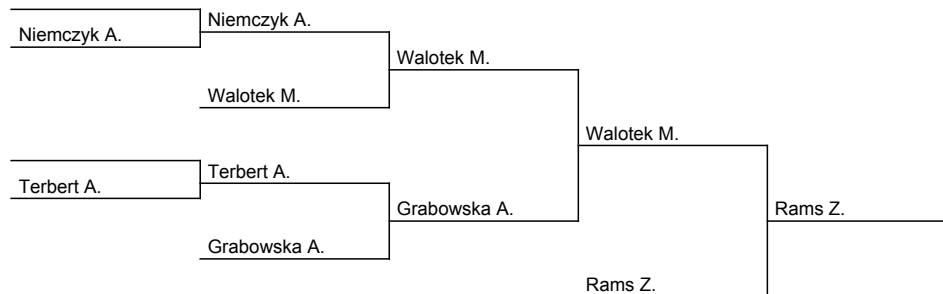 Niemczyk A.
Niemczyk A.
Walotek M.
Walotek M.
Walotek M.
Terbert A.
Terbert A.
Grabowska A.
Rams Z.
Grabowska A.
Rams Z.